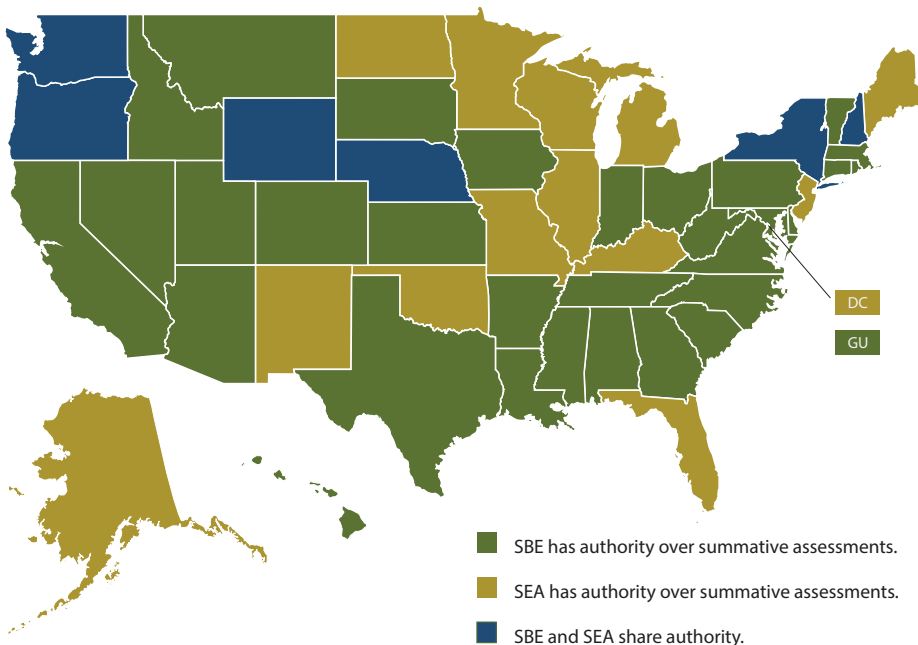 DC
GU
SBE has authority over summative assessments.
SEA has authority over summative assessments.
SBE and SEA share authority.